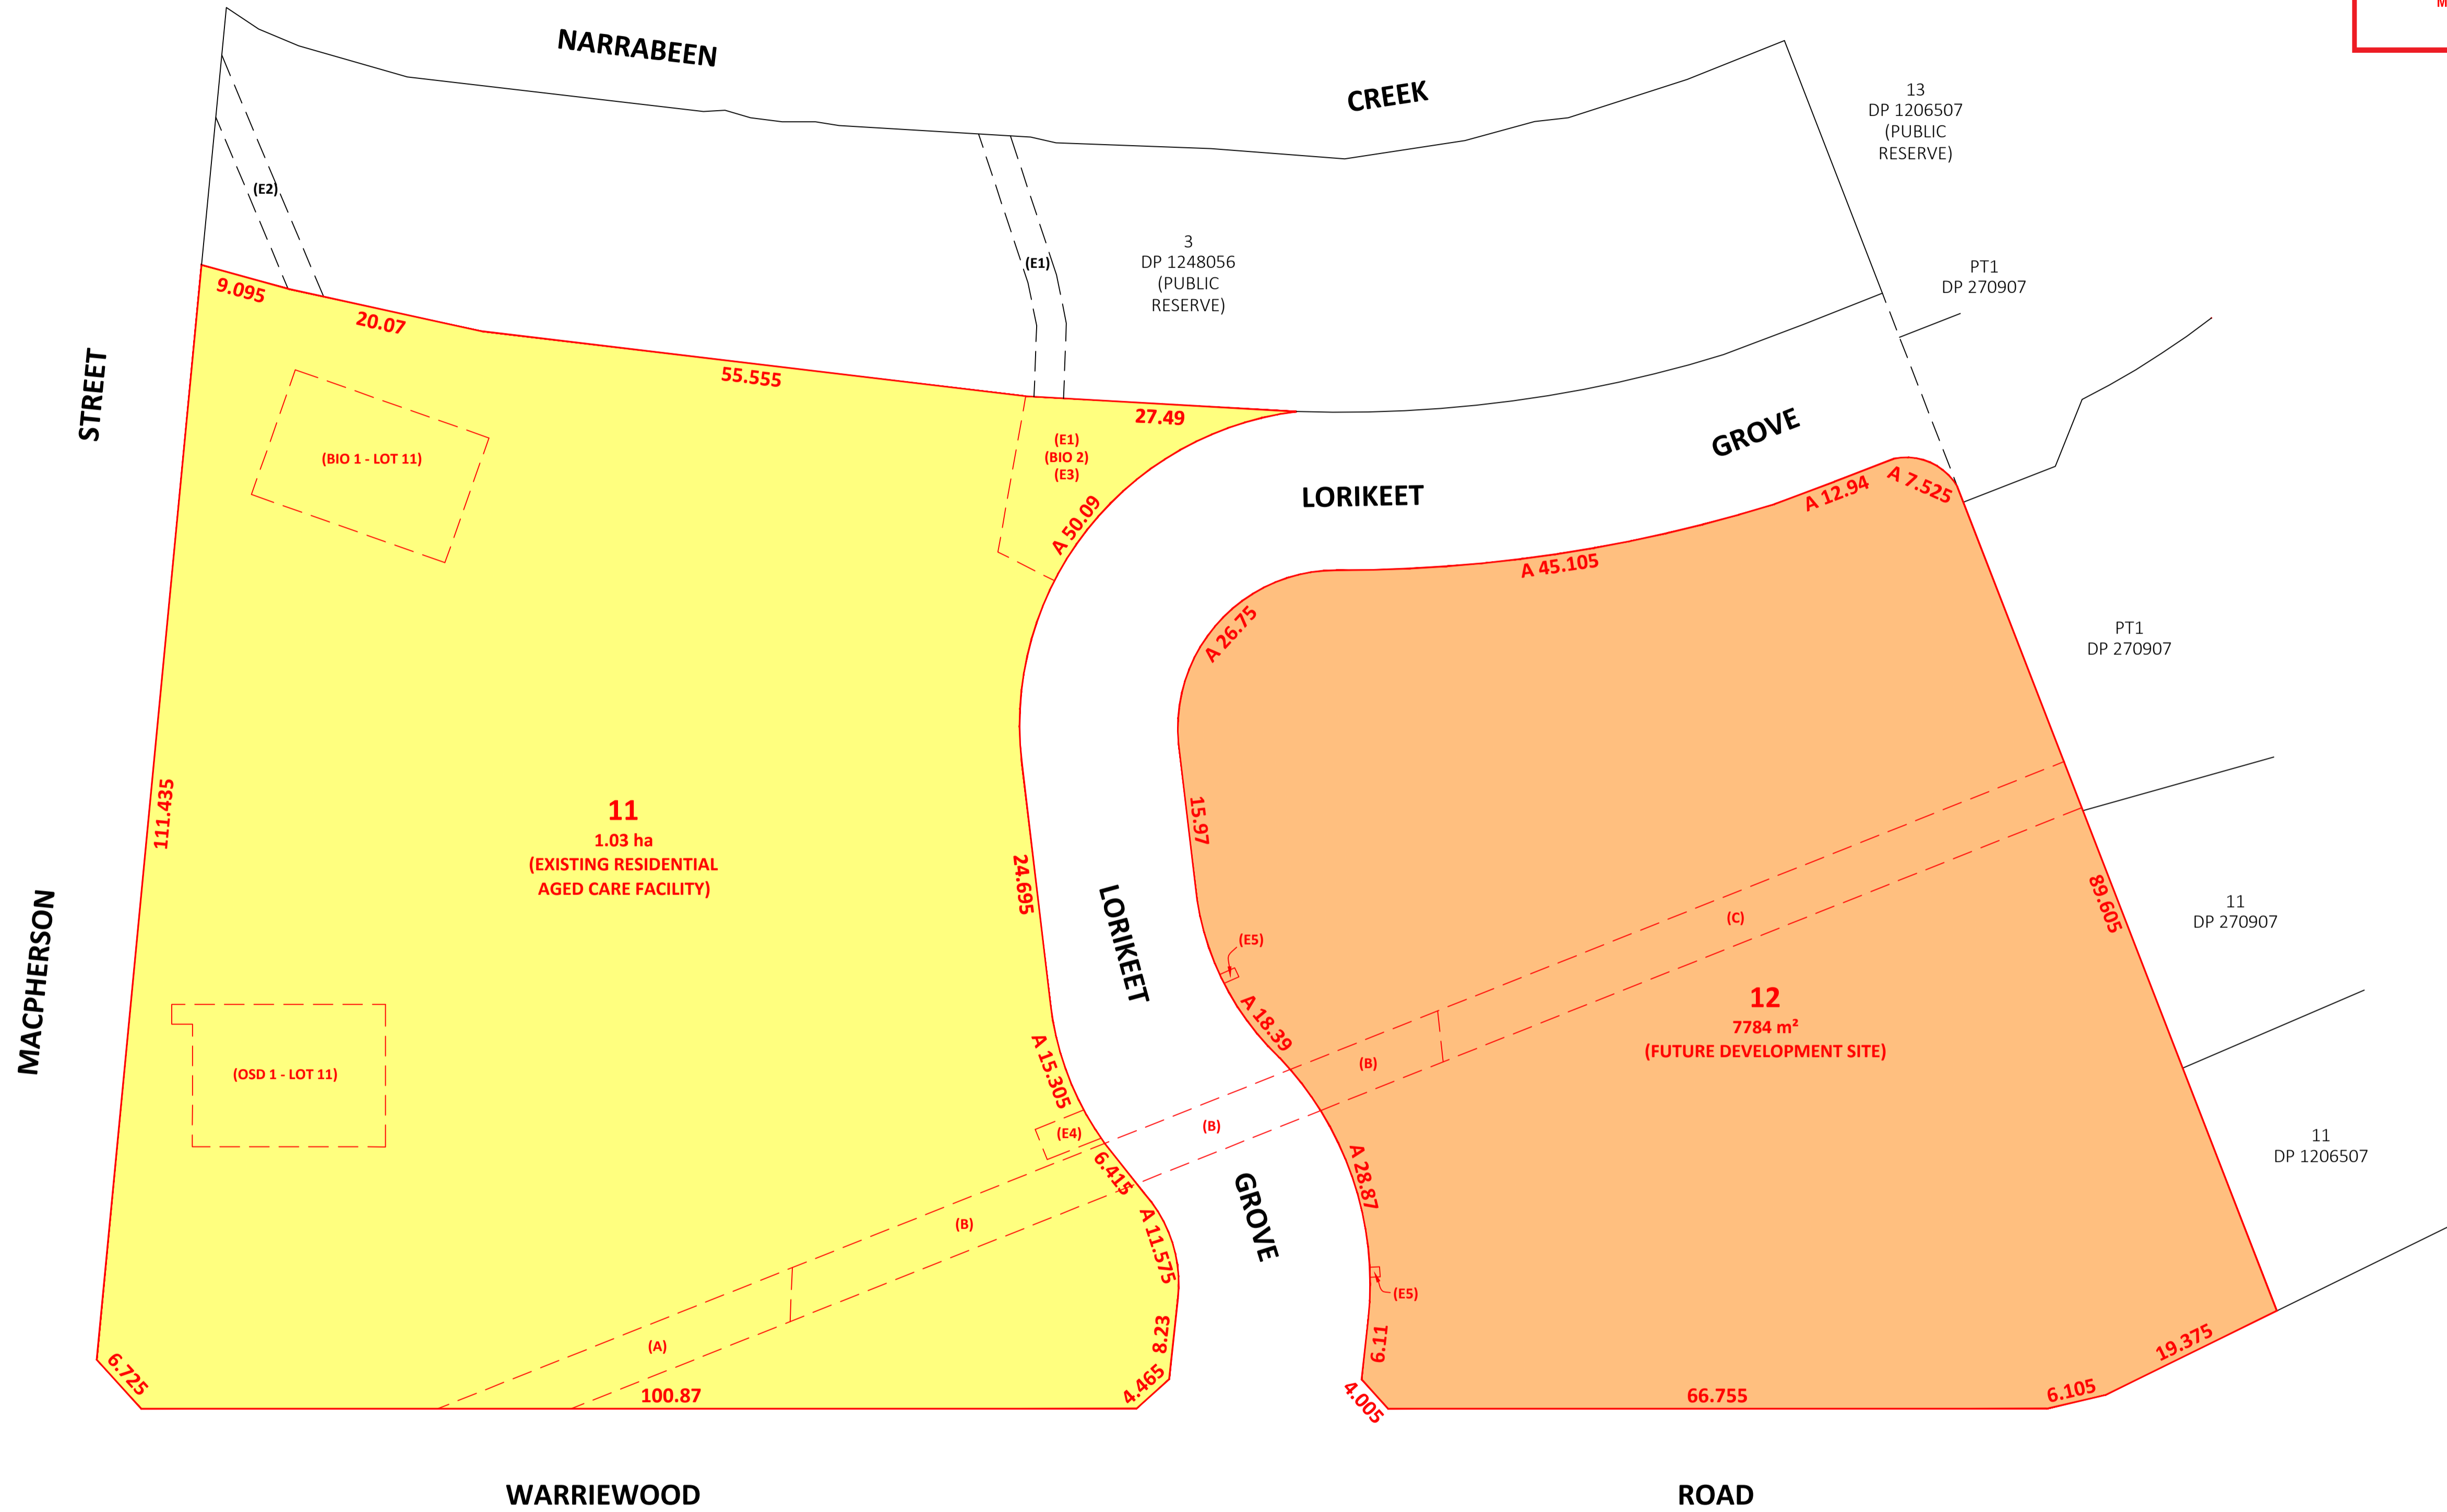 M
NARRABEEN
CREEK
13
DP 1206507
(PUBLIC
RESERVE)
(E2)
(E1)
3
DP 1248056
(PUBLIC
RESERVE)
PT1
DP 270907
9.095
20.07
55.555
27.49
STREET
(BIO 1 - LOT 11)
(E1)
(BIO 2)
(E3)
A 50.09
LORIKEET
GROVE
A 12.94
A 7.525
A 45.105
A 26.75
PT1
DP 270907
111.435
11
1.03 ha
(EXISTING RESIDENTIAL
AGED CARE FACILITY)
24.695
15.97
LORIKEET
(E5)
(C)
89.605
11
DP 270907
MACPHERSON
(OSD 1 - LOT 11)
A 15.305
A 18.39
12
7784 m²
(FUTURE DEVELOPMENT SITE)
(B)
(E4)
(B)
6.415
A 28.87
11
DP 1206507
(B)
A 11.575
GROVE
(E5)
(A)
8.23
6.11
19.375
6.725
100.87
4.465
4.005
66.755
6.105
WARRIEWOOD
ROAD